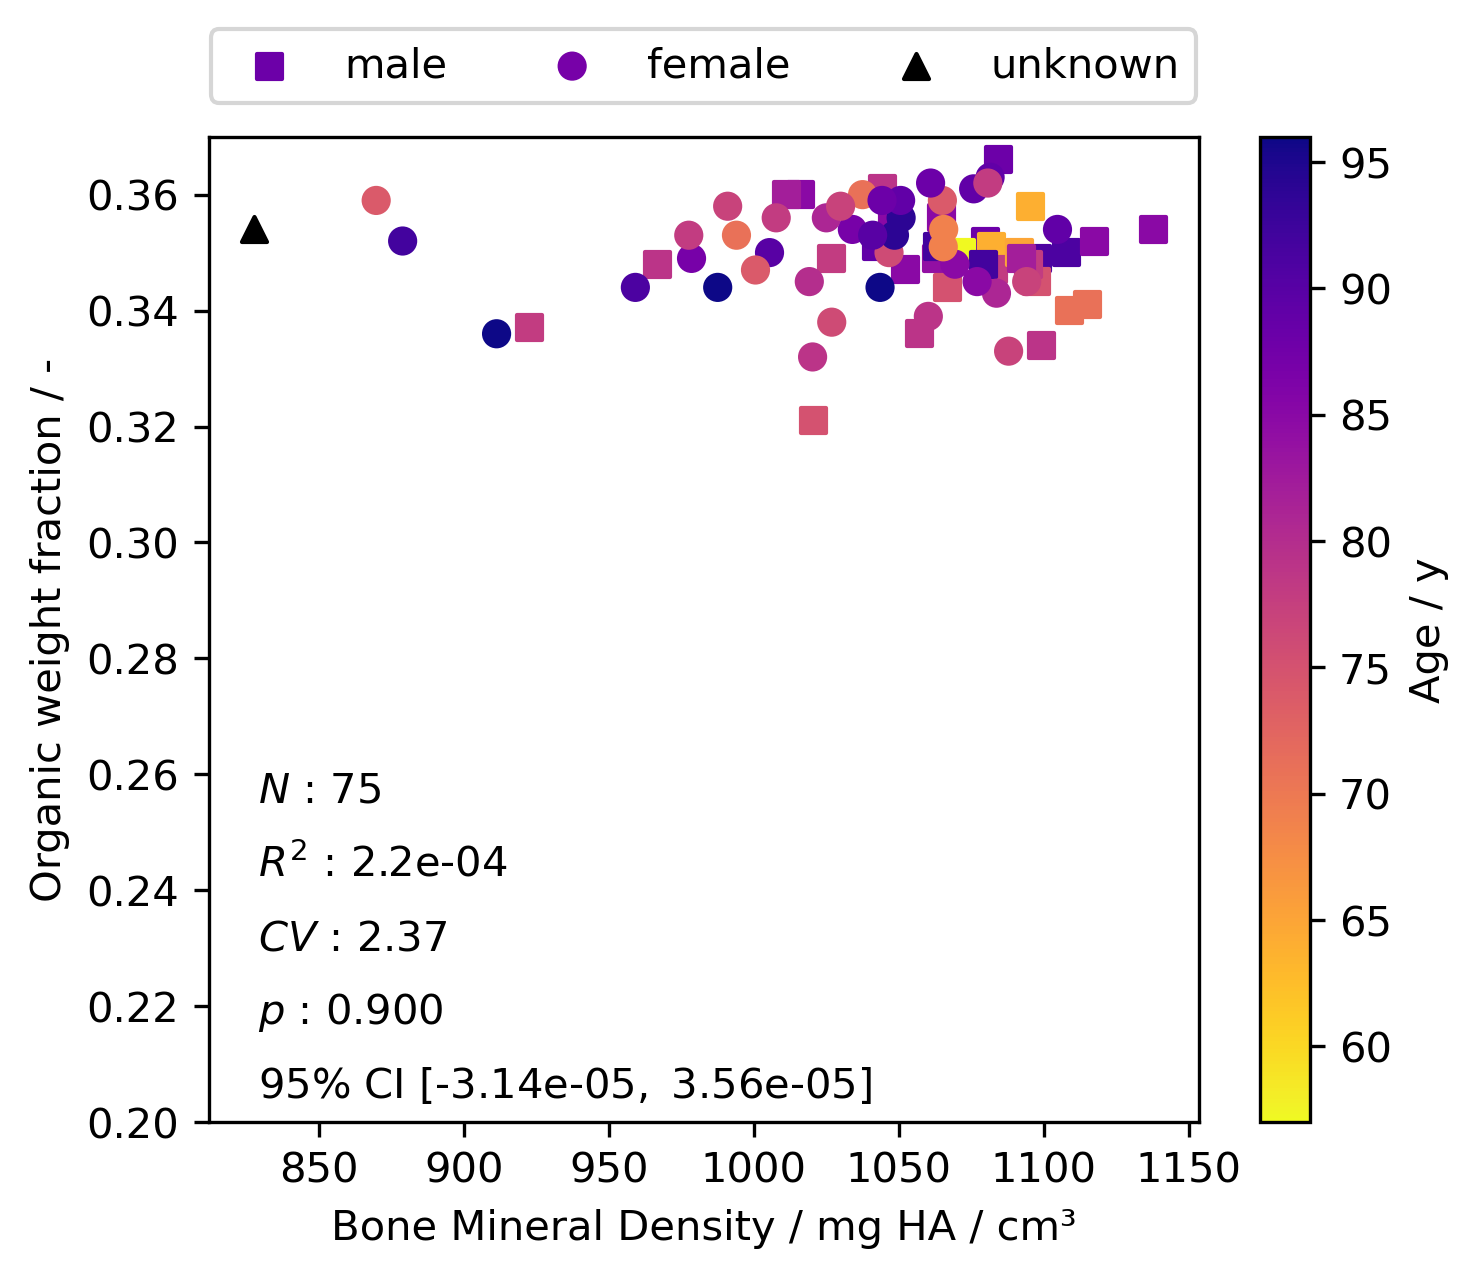 male female unknown
0.36
0.34
0.32
0.30
0.28
0.26
0.24
0.22
0.20
Organic weight fraction / -
N : 75
R² : 2.2e-04
CV : 2.37
p : 0.900
95% CI [-3.14e-05, 3.56e-05]
850 900 950 1000 1050 1100 1150
Bone Mineral Density / mg HA / cm³
95
90
85
80
75
70
65
60
Age / y